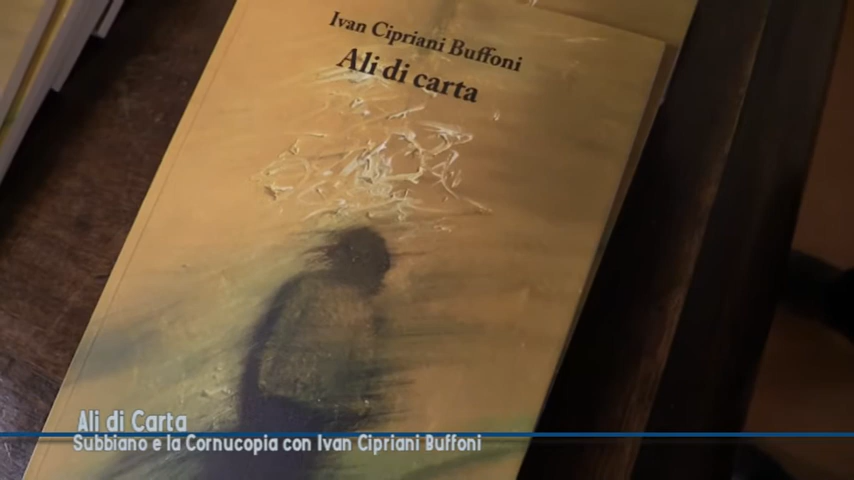 Ivan Cipriani Buffoni
Ali di carta
Ali di Carta
Subbiano e la Cornucopia con Ivan Cipriani Buffoni